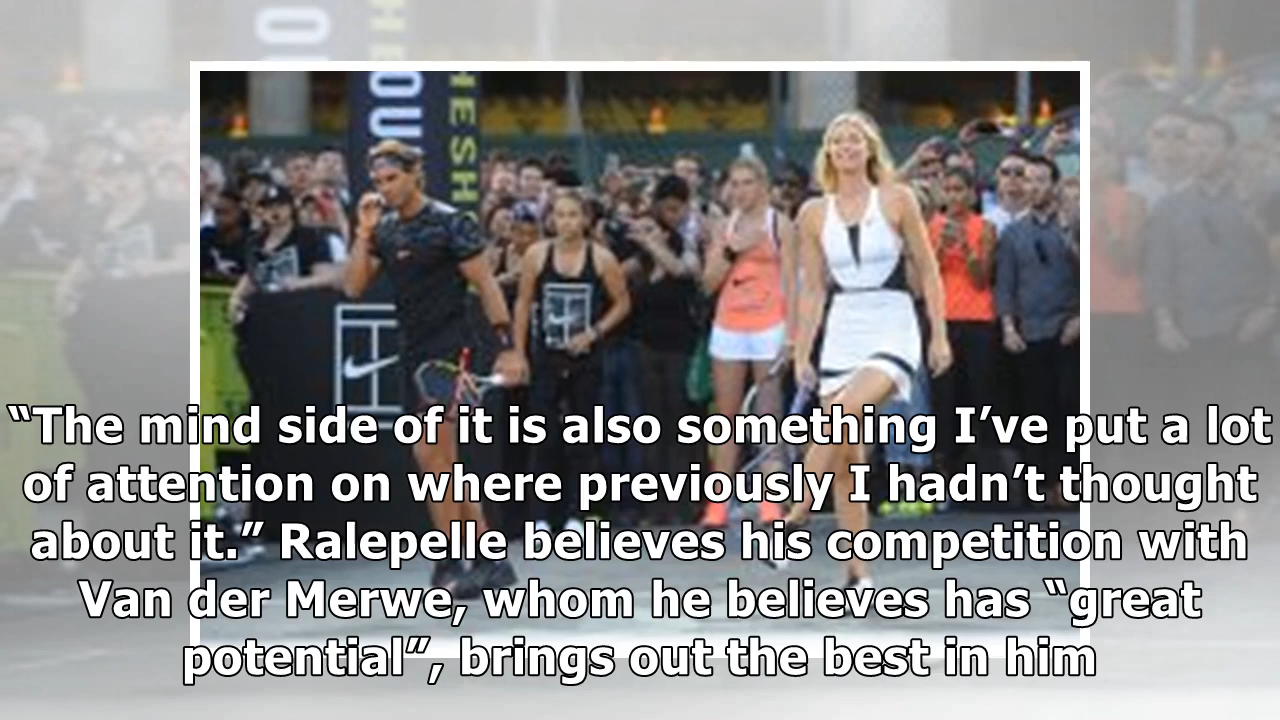 “The mind side of it is also something I’ve put a lot
of attention on where previously I hadn’t thought
about it.” Ralepelle believes his competition with
Van der Merwe, whom he believes has “great
potential”, brings out the best in him